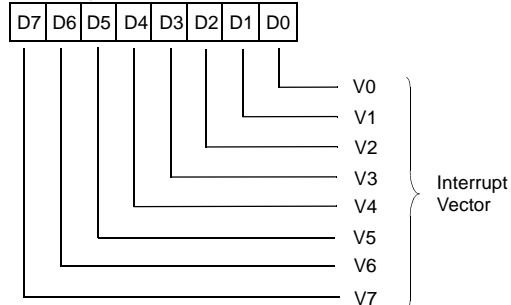 D7 D6 D5 D4 D3 D2 D1 D0
V0
V1
V2
V3
V4
V5
V6
V7
Interrupt
Vector